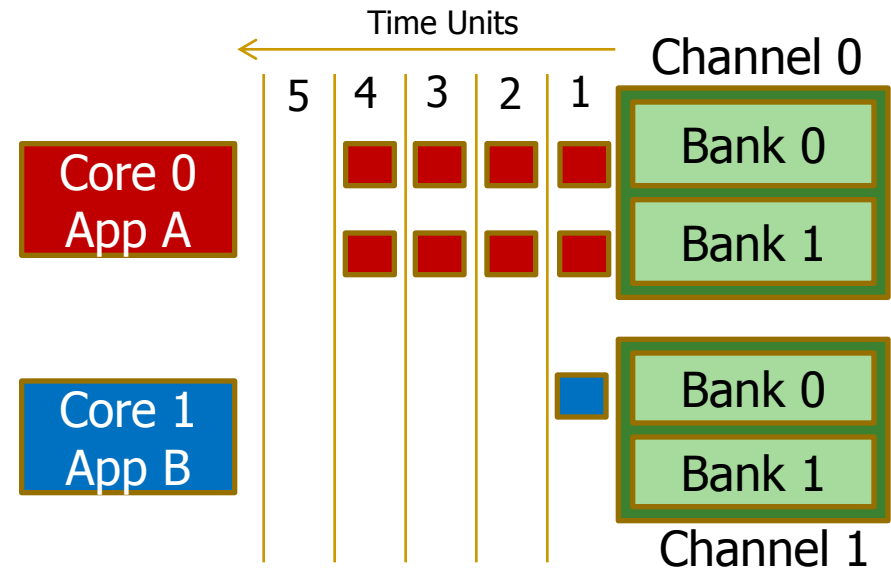 Time Units
Channel 0
5 4 3 2 1
Core 0
App A
Bank 0
Bank 1
Core 1
App B
Bank 0
Bank 1
Channel 1